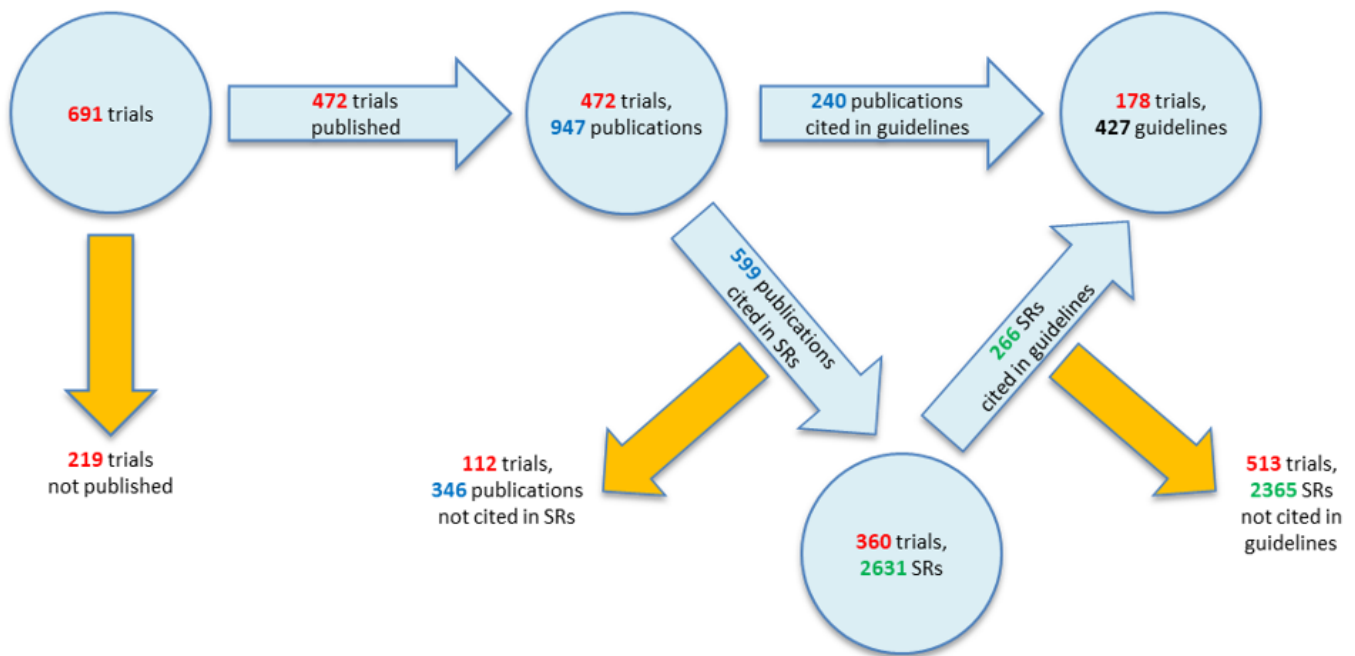 691 trials
472 trials
published
472 trials,
947 publications
240 publications
cited in guidelines
178 trials,
427 guidelines
599 publications
cited in SRs
266 SRs
cited in guidelines
219 trials
not published
112 trials,
346 publications
not cited in SRs
360 trials,
2631 SRs
513 trials,
2365 SRs
not cited in
guidelines